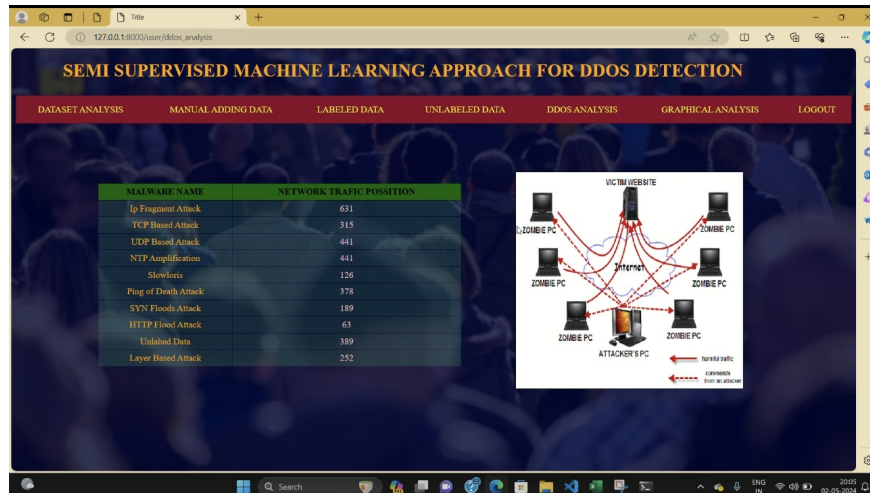 Title
127.0.0.1:8000/user/ddos_analysis
SEMI SUPERVISED MACHINE LEARNING APPROACH FOR DDOS DETECTION
DATASET ANALYSIS MANUAL ADDING DATA LABELED DATA UNLABELED DATA DDOS ANALYSIS GRAPHICAL ANALYSIS LOGOUT
MALWARE NAME NETWORK TRAFIC POSSITION
Ip Fragment Attack 631
TCP Based Attack 315
UDP Based Attack 441
NTP Amplification 441
Slowloris 126
Ping of Death Attack 378
SYN Floods Attack 189
HTTP Flood Attack 63
Unlabed Data 389
Layer Based Attack 252
VICTIM WEBSITE
ZOMBIE PC ZOMBIE PC
Internet
ZOMBIE PC ZOMBIE PC
ZOMBIE PC ZOMBIE PC
ATTACKER'S PC
harmful traffic
commands
from an attacker
Search
ENG
IN
20:05
02-05-2024